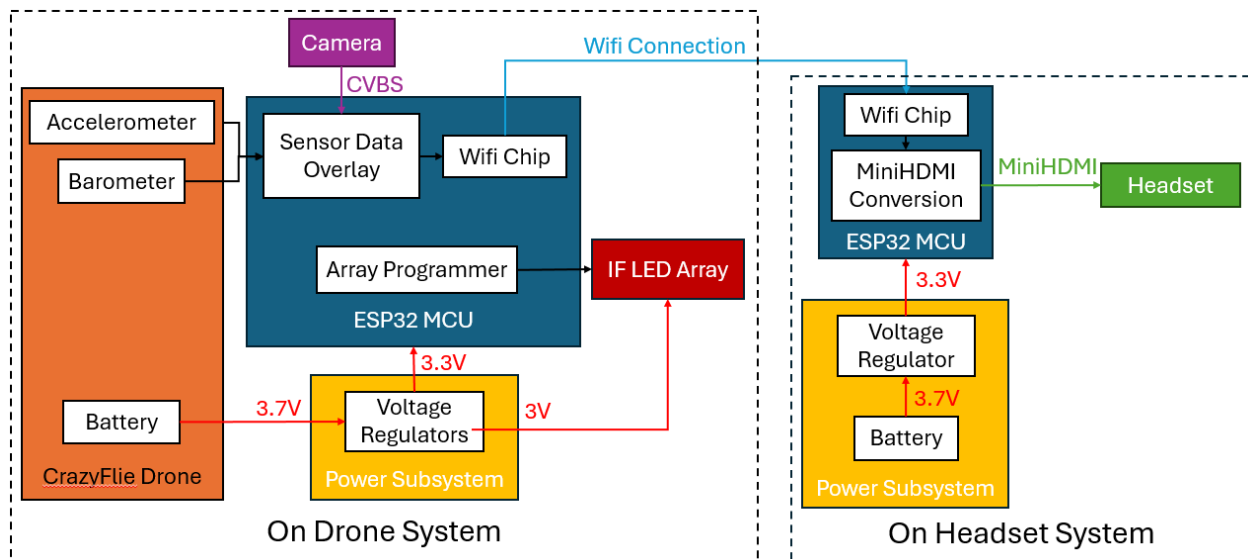 Camera
CVBS
Wifi Connection
Accelerometer
Barometer
Sensor Data
Overlay
Wifi Chip
Array Programmer
ESP32 MCU
IF LED Array
3.3V
Battery
3.7V
Voltage
Regulators
3V
CrazyFlie Drone
Power Subsystem
On Drone System
Wifi Chip
MiniHDMI
Conversion
ESP32 MCU
MiniHDMI
Headset
3.3V
Voltage
Regulator
3.7V
Battery
Power Subsystem
On Headset System